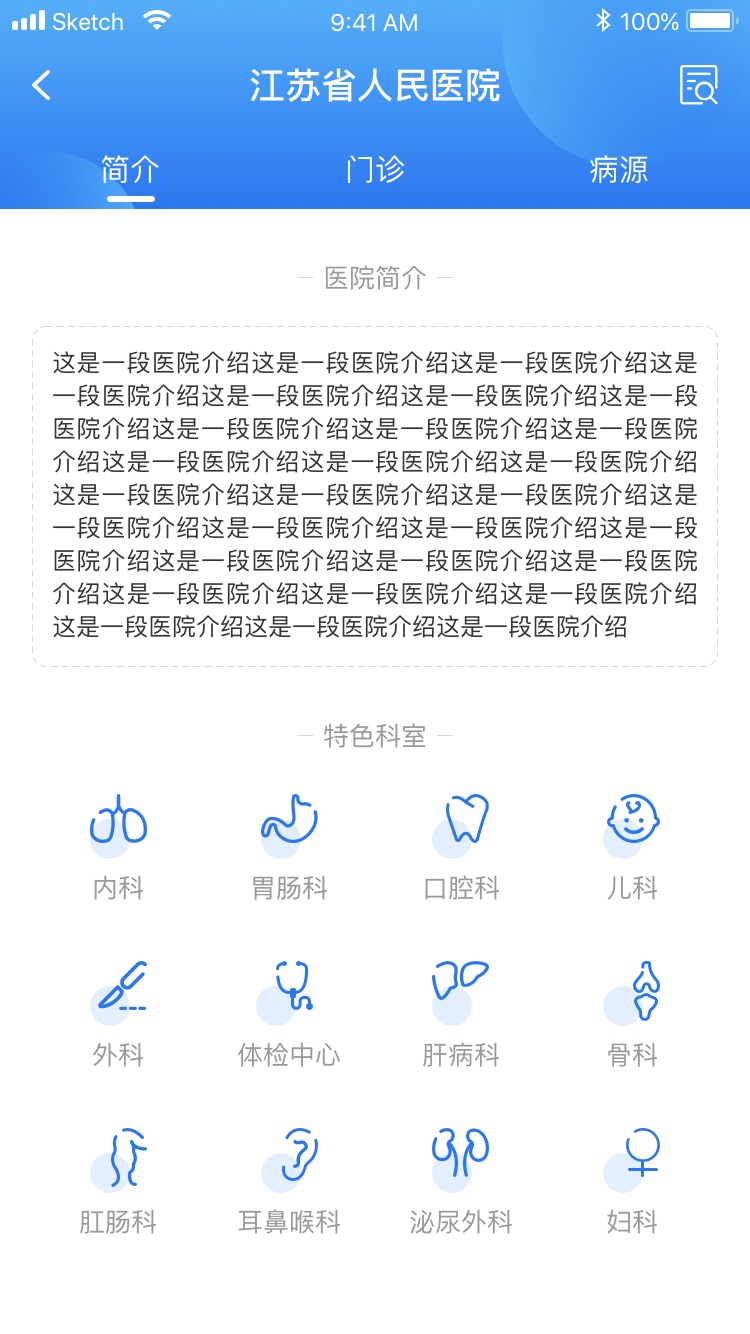 Sketch 9:41 AM 100%
江苏省人民医院
简介 门诊 病源
医院简介
这是一段医院介绍这是一段医院介绍这是一段医院介绍这是
一段医院介绍这是一段医院介绍这是一段医院介绍这是一段
医院介绍这是一段医院介绍这是一段医院介绍这是一段医院
介绍这是一段医院介绍这是一段医院介绍这是一段医院介绍
这是一段医院介绍这是一段医院介绍这是一段医院介绍这是
一段医院介绍这是一段医院介绍这是一段医院介绍这是一段
医院介绍这是一段医院介绍这是一段医院介绍这是一段医院
介绍这是一段医院介绍这是一段医院介绍这是一段医院介绍
这是一段医院介绍这是一段医院介绍这是一段医院介绍
特色科室
内科 胃肠科 口腔科 儿科
外科 体检中心 肝病科 骨科
肛肠科 耳鼻喉科 泌尿外科 妇科